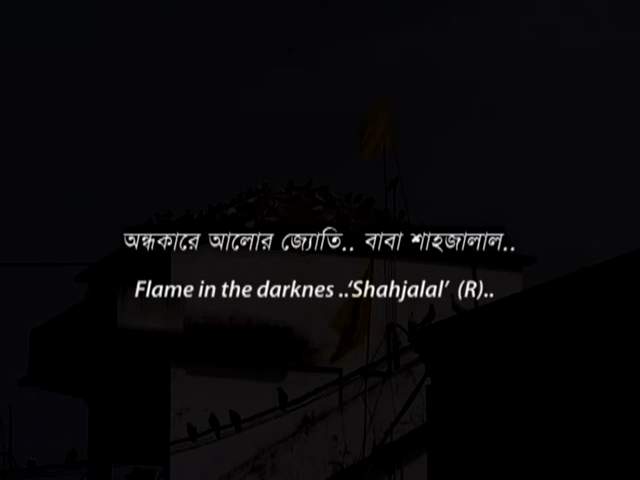 অন্ধকারে আলোর জ্যোতি.. বাবা শাহজালাল..
Flame in the darknes ..‘Shahjalal’ (R)..